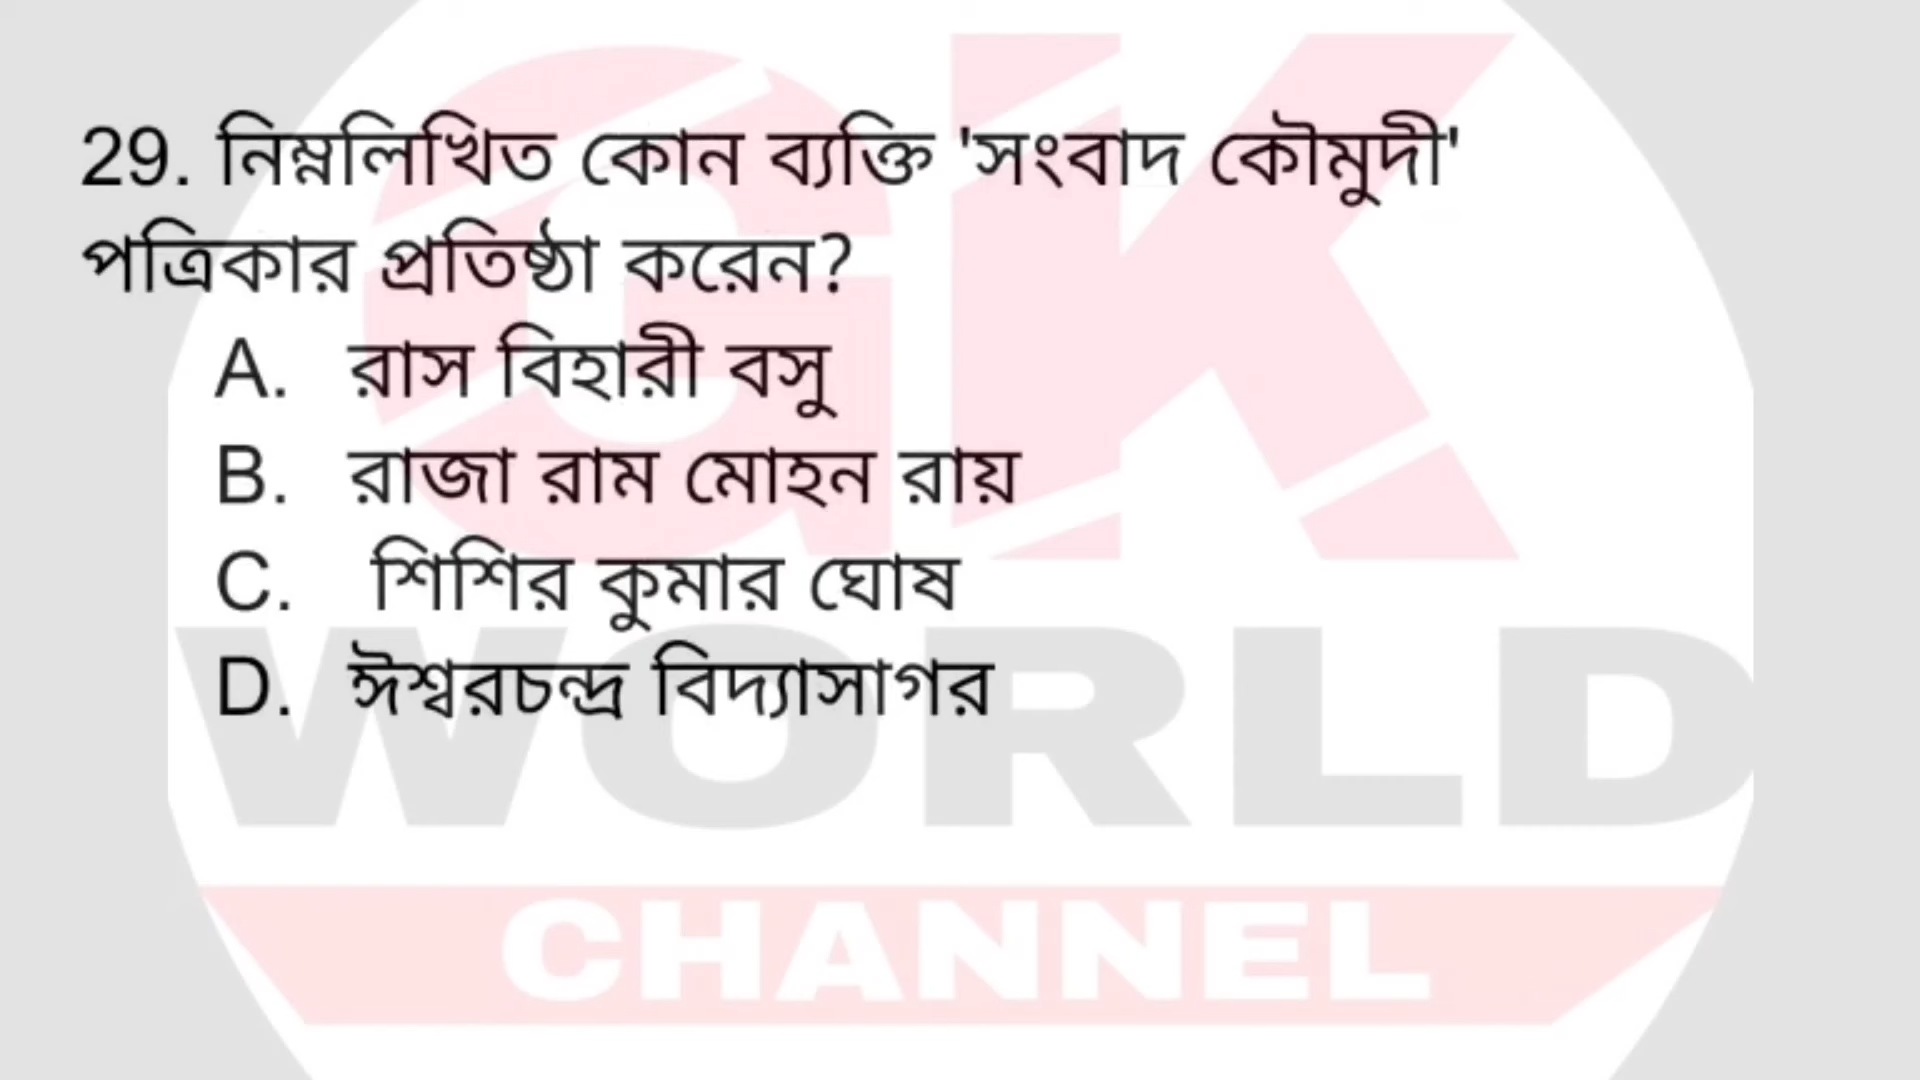 29. নিম্নলিখিত কোন ব্যক্তি 'সংবাদ কৌমুদী'
পত্রিকার প্রতিষ্ঠা করেন?
A. রাস বিহারী বসু
B. রাজা রাম মোহন রায়
C. শিশির কুমার ঘোষ
D. ঈশ্বরচন্দ্র বিদ্যাসাগর
GK
WORLD
CHANNEL